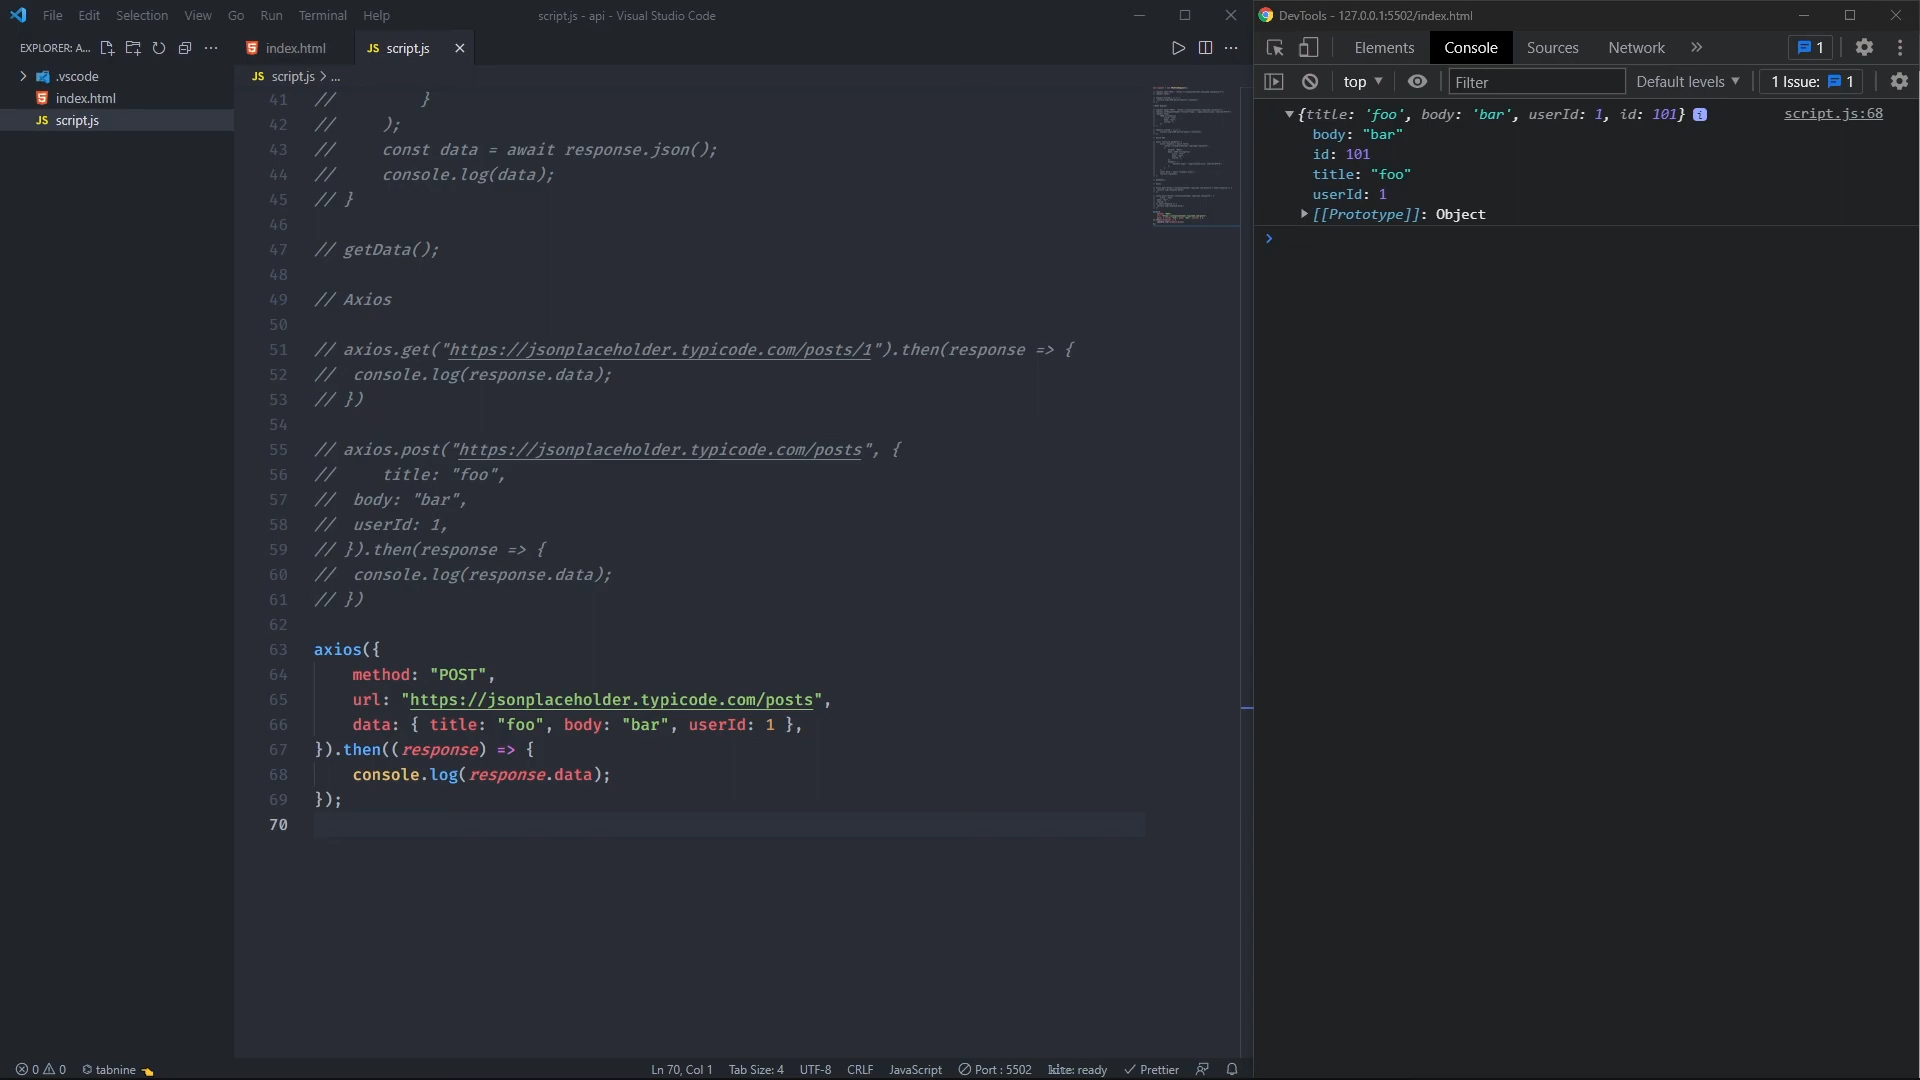 File Edit Selection View Go Run Terminal Help
script.js - api - Visual Studio Code
EXPLORER: A...
.vscode
index.html
JS script.js
index.html
JS script.js
JS script.js > ...
41 //         }
42 //     );
43 //     const data = await response.json();
44 //     console.log(data);
45 // }
46
47 // getData();
48
49 // Axios
50
51 // axios.get("https://jsonplaceholder.typicode.com/posts/1").then(response => {
52 //  console.log(response.data);
53 // })
54
55 // axios.post("https://jsonplaceholder.typicode.com/posts", {
56 //     title: "foo",
57 //  body: "bar",
58 //  userId: 1,
59 // }).then(response => {
60 //  console.log(response.data);
61 // })
62
63 axios({
64     method: "POST",
65     url: "https://jsonplaceholder.typicode.com/posts",
66     data: { title: "foo", body: "bar", userId: 1 },
67 }).then((response) => {
68     console.log(response.data);
69 });
70
0 0 tabnine
Ln 70, Col 1 Tab Size: 4 UTF-8 CRLF JavaScript Port : 5502 kite: ready Prettier
DevTools - 127.0.0.1:5502/index.html
Elements Console Sources Network 1
top Filter Default levels 1 Issue: 1
{title: 'foo', body: 'bar', userId: 1, id: 101} i script.js:68
body: "bar"
id: 101
title: "foo"
userId: 1
[[Prototype]]: Object